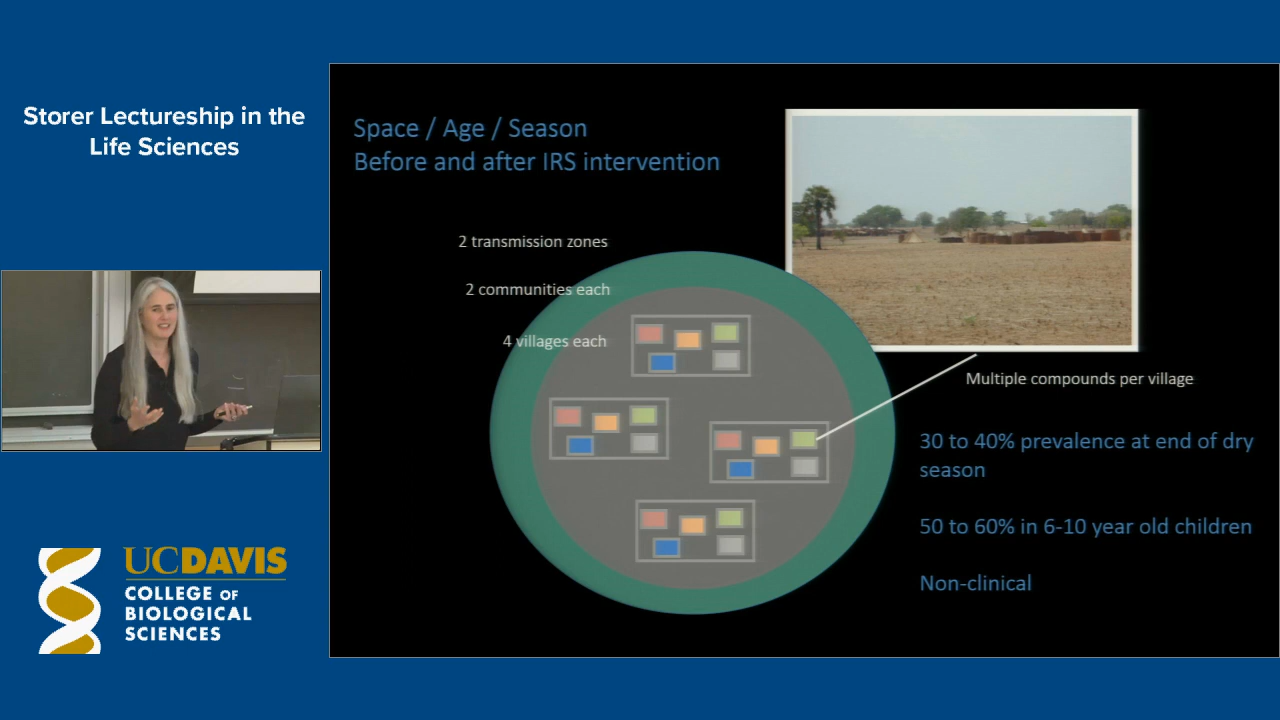 Storer Lectureship in the
Life Sciences
UCDAVIS
COLLEGE OF
BIOLOGICAL
SCIENCES
Space / Age / Season
Before and after IRS intervention
2 transmission zones
2 communities each
4 villages each
Multiple compounds per village
30 to 40% prevalence at end of dry
season
50 to 60% in 6-10 year old children
Non-clinical